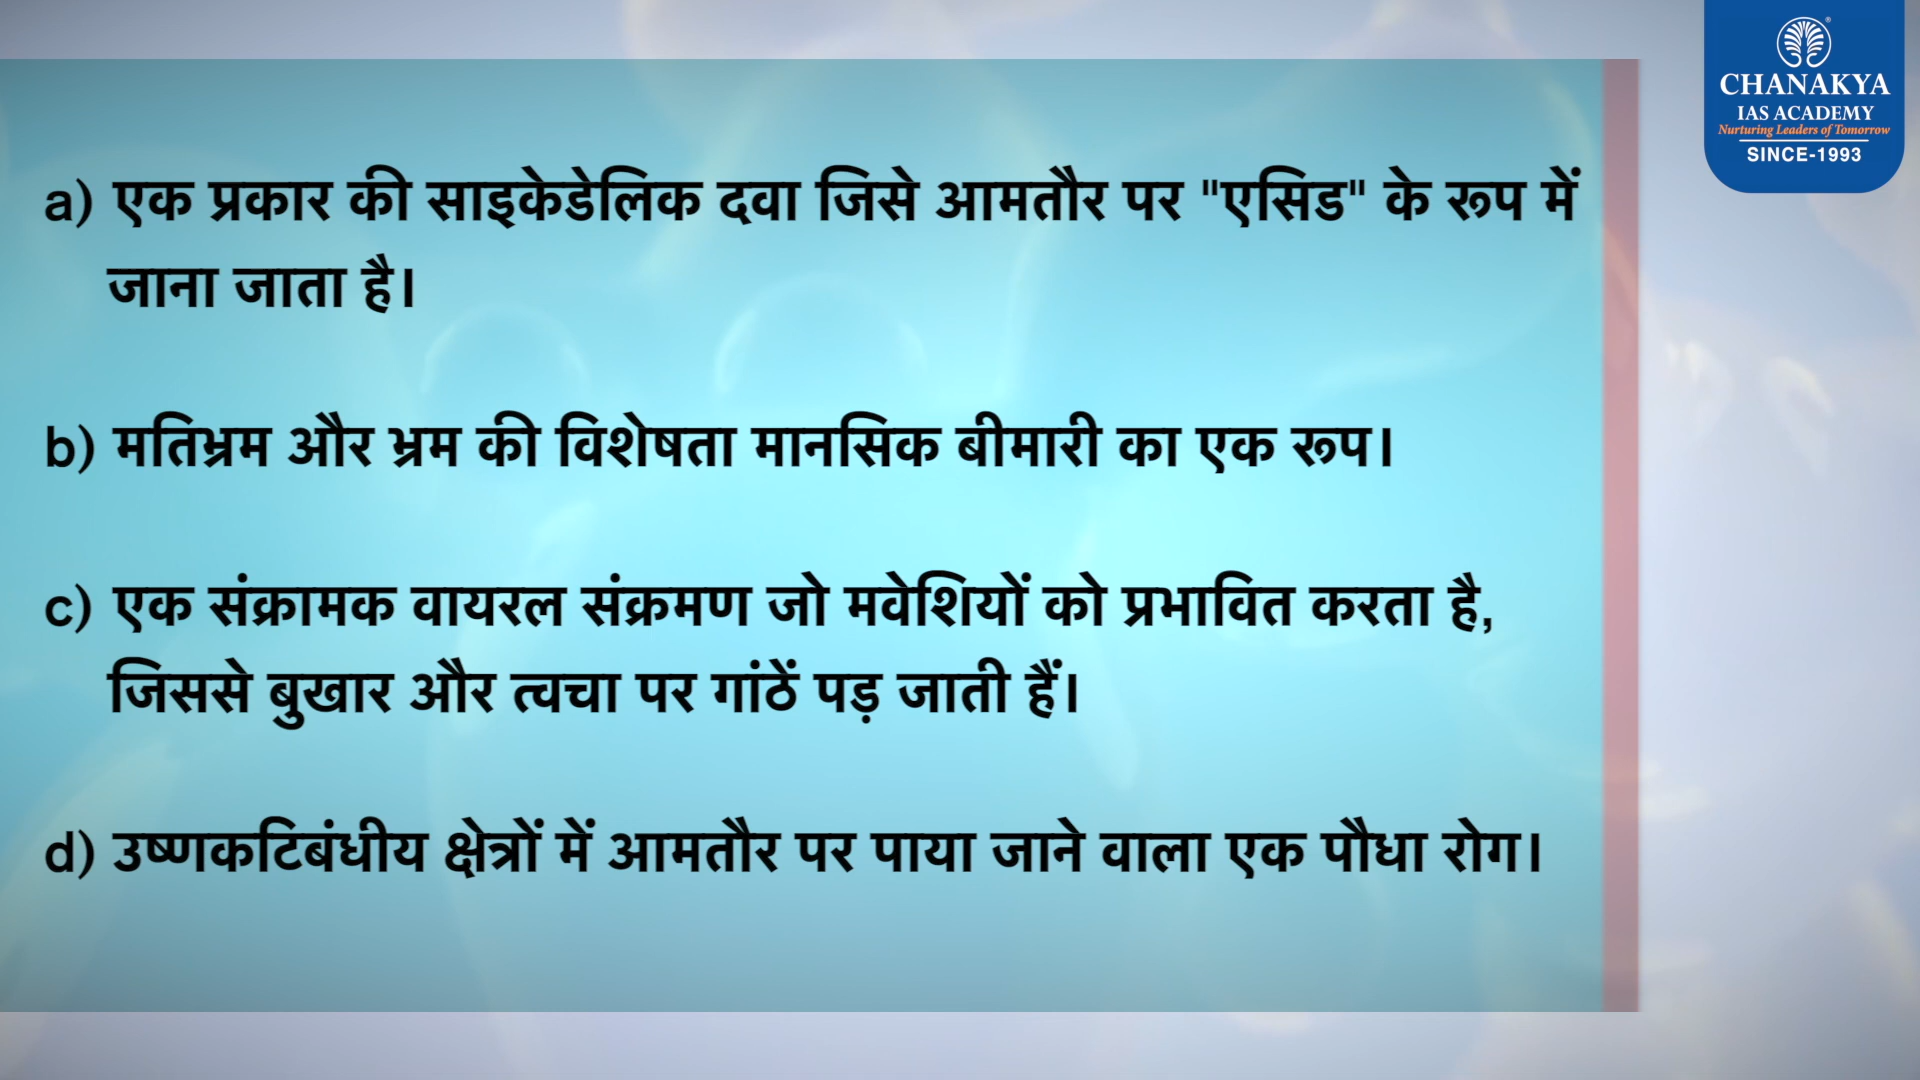 CHANAKYA
IAS ACADEMY
Nurturing Leaders of Tomorrow
SINCE-1993
a) एक प्रकार की साइकेडेलिक दवा जिसे आमतौर पर "एसिड" के रूप में
जाना जाता है।
b) मतिभ्रम और भ्रम की विशेषता मानसिक बीमारी का एक रूप।
c) एक संक्रामक वायरल संक्रमण जो मवेशियों को प्रभावित करता है,
जिससे बुखार और त्वचा पर गांठें पड़ जाती हैं।
d) उष्णकटिबंधीय क्षेत्रों में आमतौर पर पाया जाने वाला एक पौधा रोग।